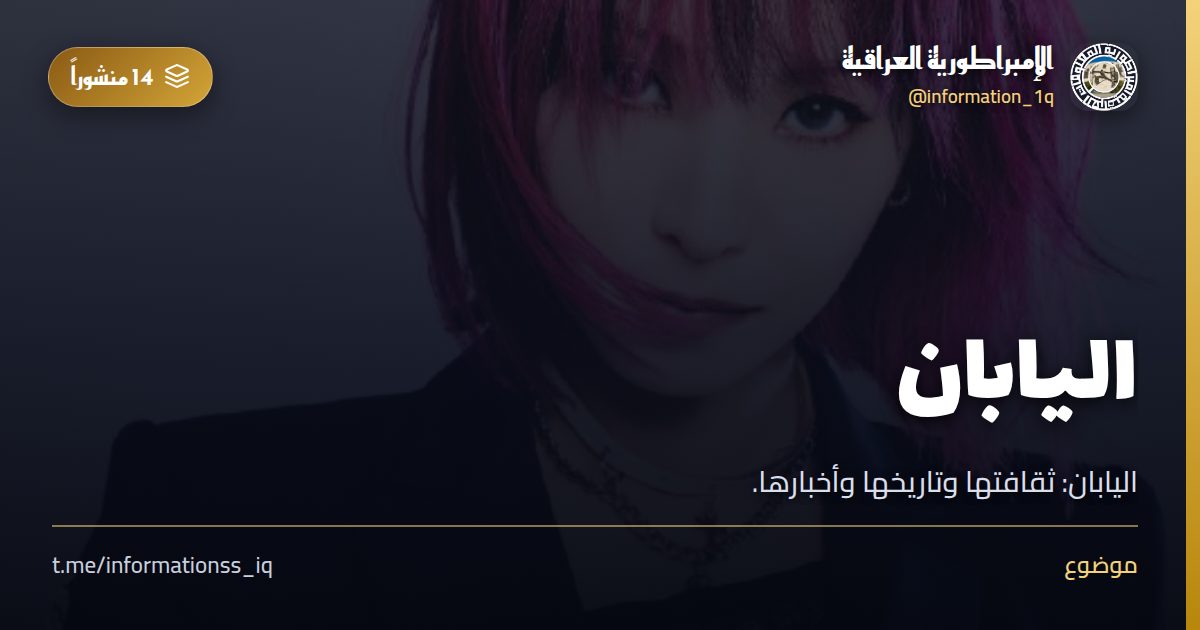 الإمبراطورية العراقية
@information_1q
14 منشوراً
اليابان
اليابان: ثقافتها وتاريخها وأخبارها.
موضوع
t.me/informationss_iq